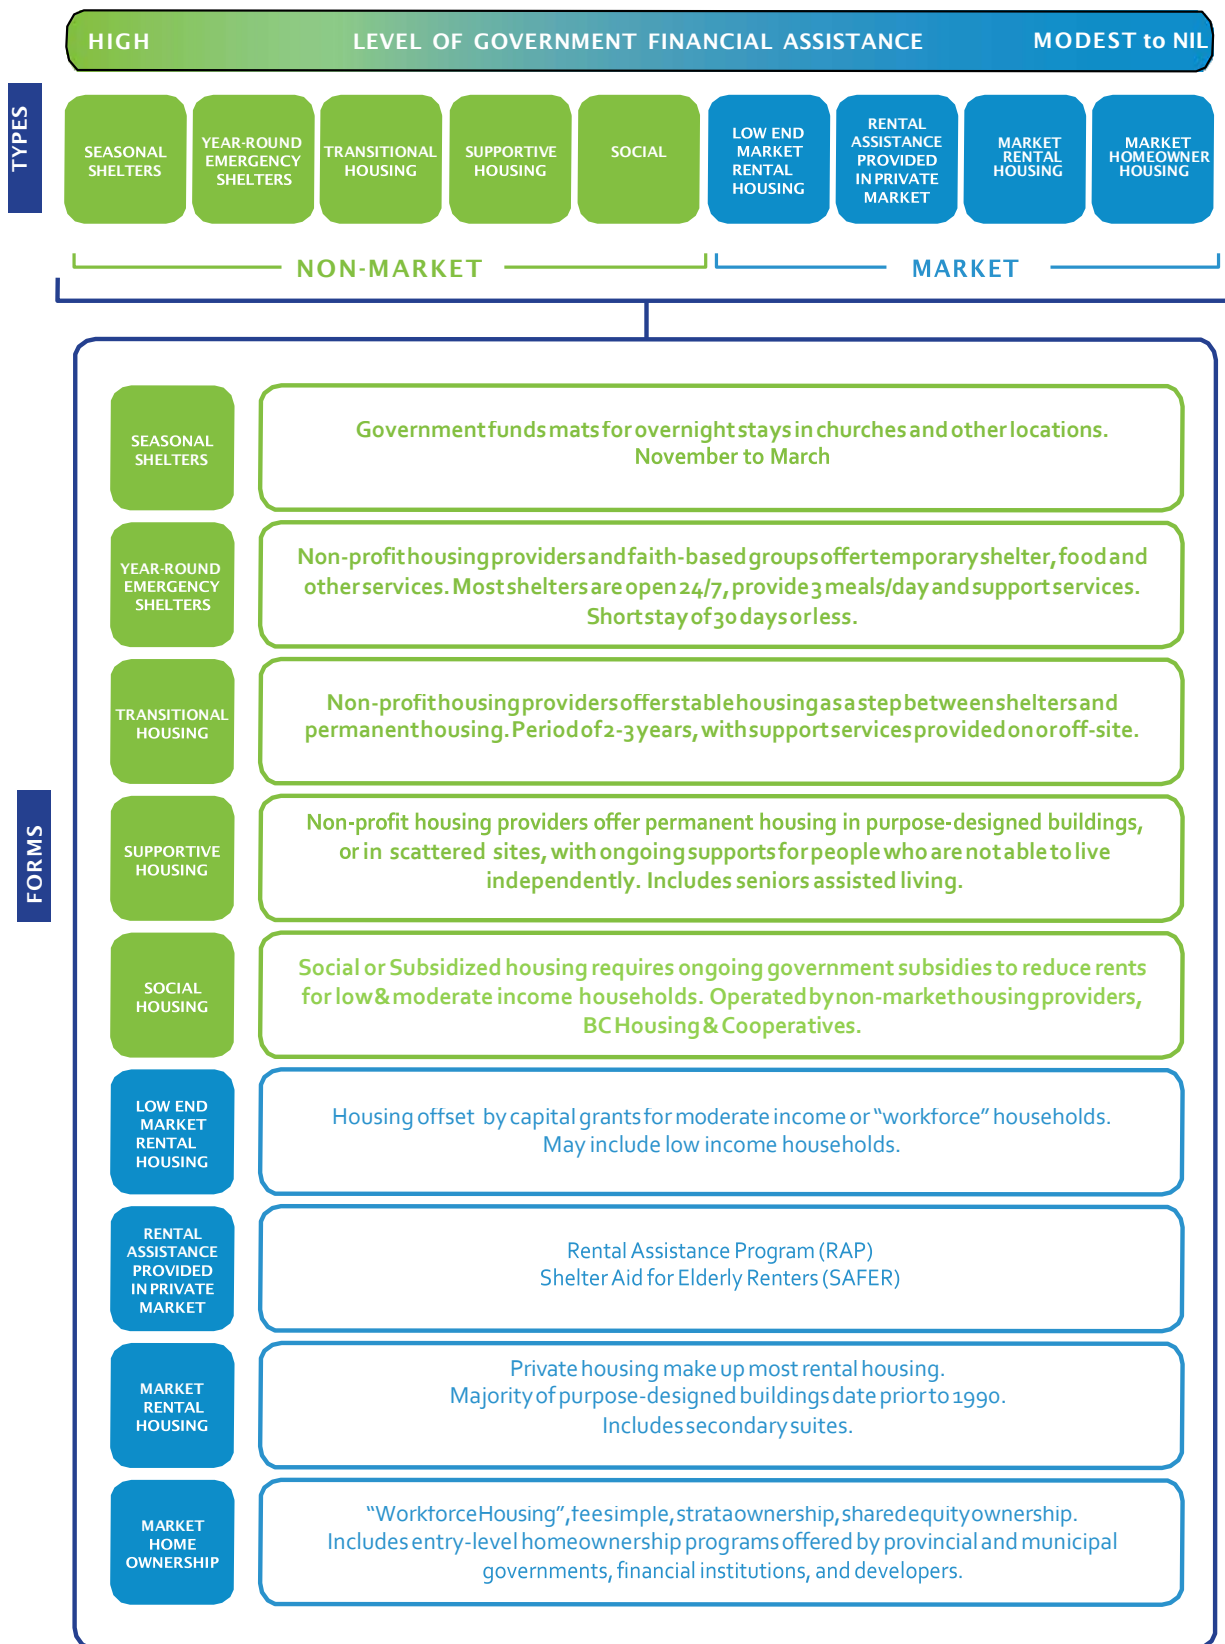 HIGH LEVEL OF GOVERNMENT FINANCIAL ASSISTANCE MODEST to NIL
TYPES
SEASONAL
SHELTERS
YEAR-ROUND
EMERGENCY
SHELTERS
TRANSITIONAL
HOUSING
SUPPORTIVE
HOUSING
SOCIAL
LOW END
MARKET
RENTAL
HOUSING
RENTAL
ASSISTANCE
PROVIDED
IN PRIVATE
MARKET
MARKET
RENTAL
HOUSING
MARKET
HOMEOWNER
HOUSING
NON-MARKET
MARKET
FORMS
SEASONAL
SHELTERS
Government funds mats for overnight stays in churches and other locations.
November to March
YEAR-ROUND
EMERGENCY
SHELTERS
Non-profit housing providers and faith-based groups offer temporary shelter, food and
other services. Most shelters are open 24/7, provide 3 meals/day and support services.
Short stay of 30 days or less.
TRANSITIONAL
HOUSING
Non-profit housing providers offer stable housing as a step between shelters and
permanent housing. Period of 2-3 years, with support services provided on or off-site.
SUPPORTIVE
HOUSING
Non-profit housing providers offer permanent housing in purpose-designed buildings,
or in scattered sites, with ongoing supports for people who are not able to live
independently. Includes seniors assisted living.
SOCIAL
HOUSING
Social or Subsidized housing requires ongoing government subsidies to reduce rents
for low & moderate income households. Operated by non-market housing providers,
BC Housing & Cooperatives.
LOW END
MARKET
RENTAL
HOUSING
Housing offset by capital grants for moderate income or “workforce” households.
May include low income households.
RENTAL
ASSISTANCE
PROVIDED
IN PRIVATE
MARKET
Rental Assistance Program (RAP)
Shelter Aid for Elderly Renters (SAFER)
MARKET
RENTAL
HOUSING
Private housing make up most rental housing.
Majority of purpose-designed buildings date prior to 1990.
Includes secondary suites.
MARKET
HOME
OWNERSHIP
“Workforce Housing”, fee simple, strata ownership, shared equity ownership.
Includes entry-level homeownership programs offered by provincial and municipal
governments, financial institutions, and developers.